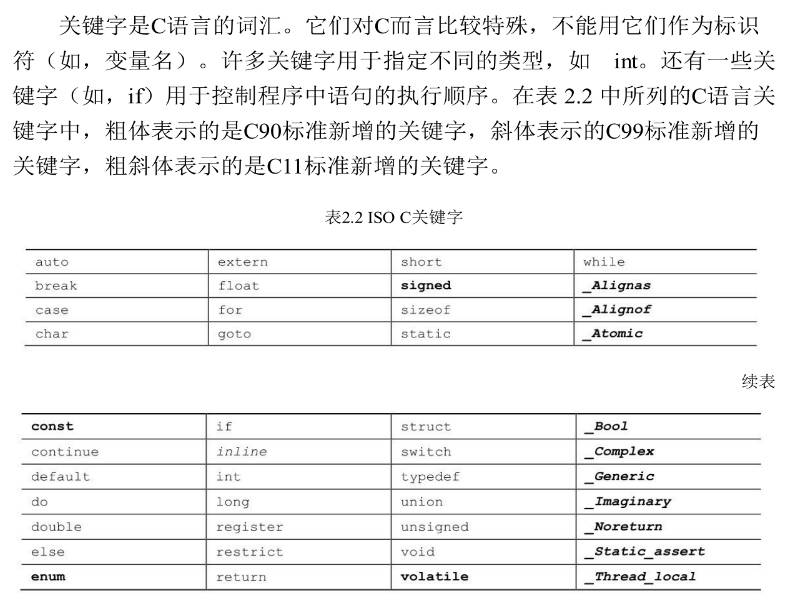 关键字是C语言的词汇。它们对C而言比较特殊，不能用它们作为标识
符（如，变量名）。许多关键字用于指定不同的类型，如 int。还有一些关
键字（如，if）用于控制程序中语句的执行顺序。在表 2.2 中所列的C语言关
键字中，粗体表示的是C90标准新增的关键字，斜体表示的C99标准新增的
关键字，粗斜体表示的是C11标准新增的关键字。
表2.2 ISO C关键字
auto extern short while
break float signed _Alignas
case for sizeof _Alignof
char goto static _Atomic
续表
const if struct _Bool
continue inline switch _Complex
default int typedef _Generic
do long union _Imaginary
double register unsigned _Noreturn
else restrict void _Static_assert
enum return volatile _Thread_local